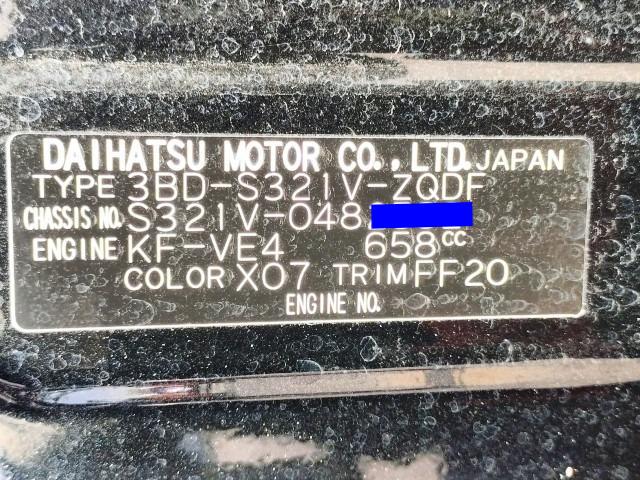 DAIHATSU MOTOR CO., LTD. JAPAN
TYPE 3BD-S321V-ZQDF
CHASSIS NO. S321V-048
ENGINE KF-VE4 658cc
COLOR X07 TRIM FF20
ENGINE NO.